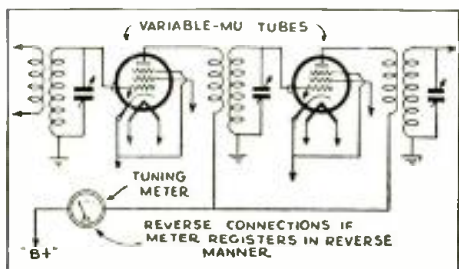 VARIABLE-MU TUBES
TUNING
METER
REVERSE CONNECTIONS IF
METER REGISTERS IN REVERSE
MANNER
"B+"